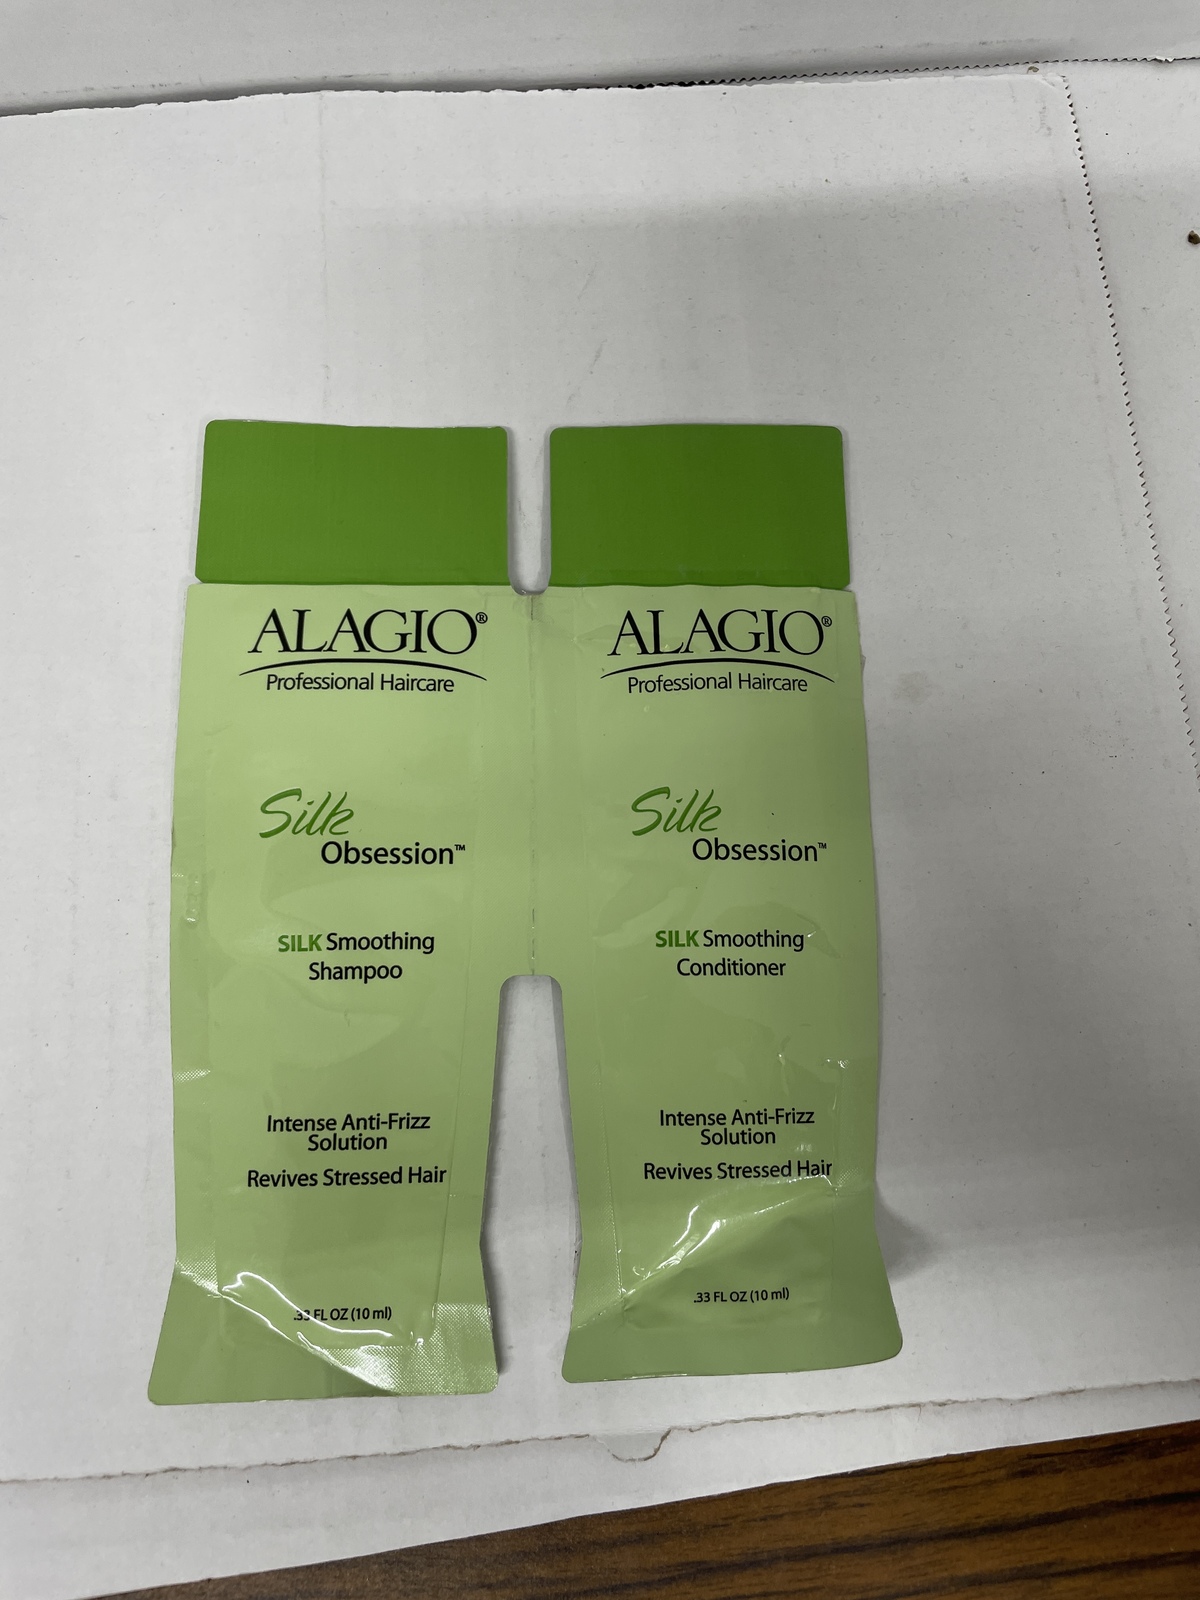 ALAGIO®
Professional Haircare
Silk
Obsession™
SILK Smoothing
Shampoo
Intense Anti-Frizz
Solution
Revives Stressed Hair
.33 FL OZ (10 ml)
ALAGIO®
Professional Haircare
Silk
Obsession™
SILK Smoothing
Conditioner
Intense Anti-Frizz
Solution
Revives Stressed Hair
.33 FL OZ (10 ml)